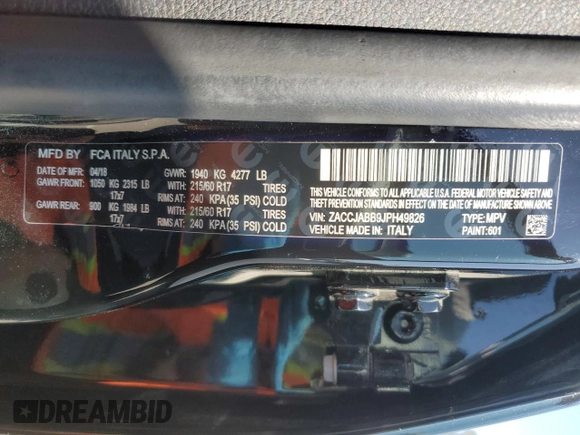 MFD BY FCA ITALY S.P.A.
04/18 GVWR: 1940 KG 4277 LB
GAWR FRONT: 1050 KG 2315 LB WITH: 215/60 R17 TIRES
17x7 RIMS AT: 240 KPA(35 PSI) COLD
GAWR REAR: 900 KG 1984 LB WITH: 215/60 R17 TIRES
17x7 RIMS AT: 240 KPA(35 PSI) COLD
THIS VEHICLE CONFORMS TO ALL APPLICABLE U.S.A. FEDERAL MOTOR VEHICLE SAFETY, BUMPER, AND
THEFT PREVENTION STANDARDS IN EFFECT ON THE DATE OF MANUFACTURE SHOWN ABOVE.
VIN: ZACCJABB9JPH49826 TYPE: MPV
VEHICLE MADE IN: ITALY PAINT: 601
DREAMBID